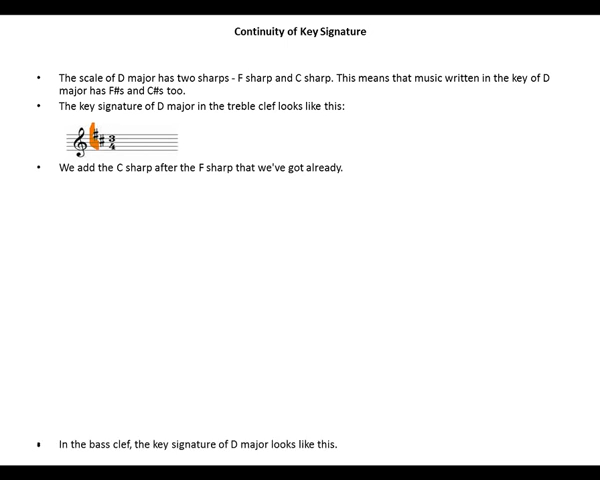 Continuity of Key Signature
• The scale of D major has two sharps - F sharp and C sharp. This means that music written in the key of D
major has F#s and C#s too.
• The key signature of D major in the treble clef looks like this:
3
4
• We add the C sharp after the F sharp that we've got already.
• In the bass clef, the key signature of D major looks like this.